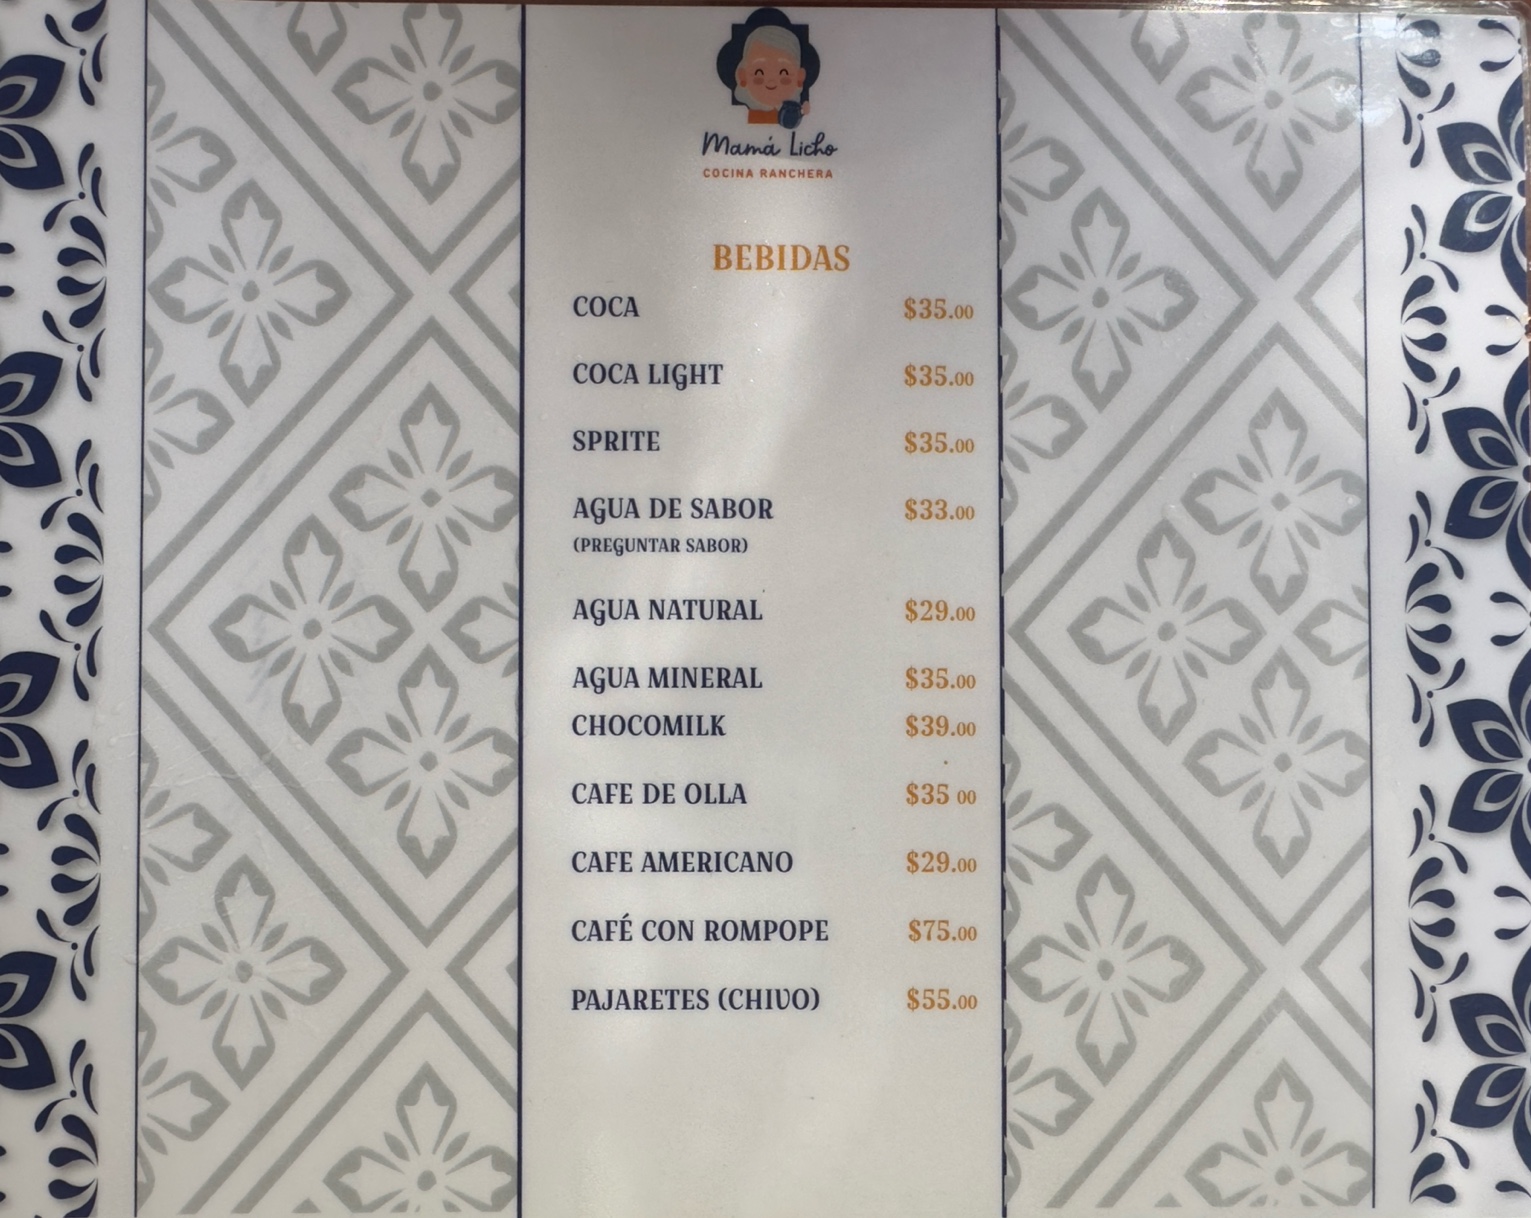 Mamá Licho
COCINA RANCHERA
BEBIDAS
COCA $35.00
COCA LIGHT $35.00
SPRITE $35.00
AGUA DE SABOR $33.00
(PREGUNTAR SABOR)
AGUA NATURAL $29.00
AGUA MINERAL $35.00
CHOCOMILK $39.00
CAFE DE OLLA $35 00
CAFE AMERICANO $29.00
CAFÉ CON ROMPOPE $75.00
PAJARETES (CHIVO) $55.00